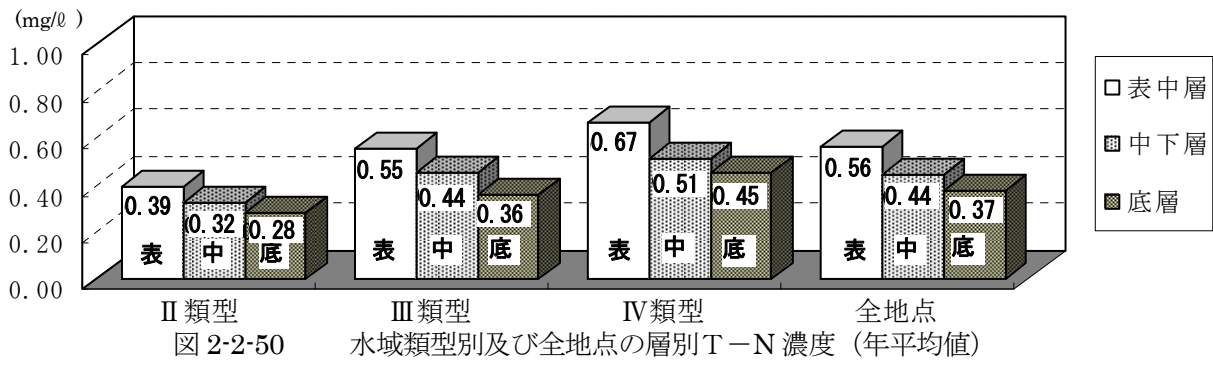 (mg/ℓ)
1.00
0.80
0.60
0.40
0.20
0.00
0.39
0.32
0.28
表
中
底
0.55
0.44
0.36
表
中
底
0.67
0.51
0.45
表
中
底
0.56
0.44
0.37
表
中
底
Ⅱ類型
Ⅲ類型
Ⅳ類型
全地点
表中層
中下層
底層
図 2-2-50 水域類型別及び全地点の層別T－N 濃度（年平均値）